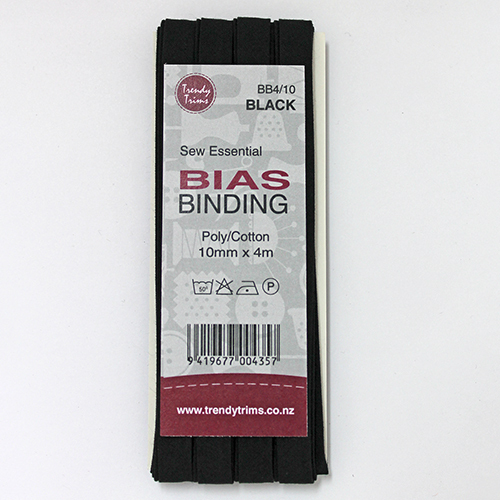 Trendy
Trims
BB4/10
BLACK
Sew Essential
BIAS
BINDING
Poly/Cotton
10mm x 4m
50°
P
9 419677 004357
www.trendytrims.co.nz